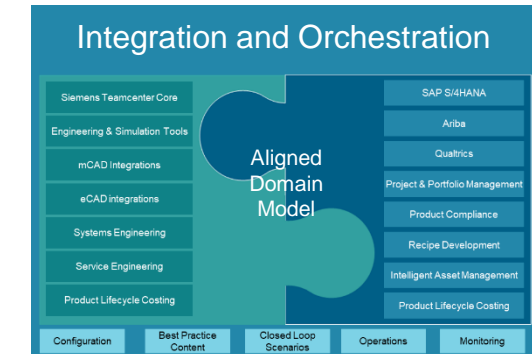 Integration and Orchestration
Siemens Teamcenter Core
Engineering & Simulation Tools
mCAD Integrations
eCAD integrations
Systems Engineering
Service Engineering
Product Lifecycle Costing
Aligned
Domain
Model
SAP S/4HANA
Ariba
Qualtrics
Project & Portfolio Management
Product Compliance
Recipe Development
Intelligent Asset Management
Product Lifecycle Costing
Configuration
Best Practice
Content
Closed Loop
Scenarios
Operations
Monitoring